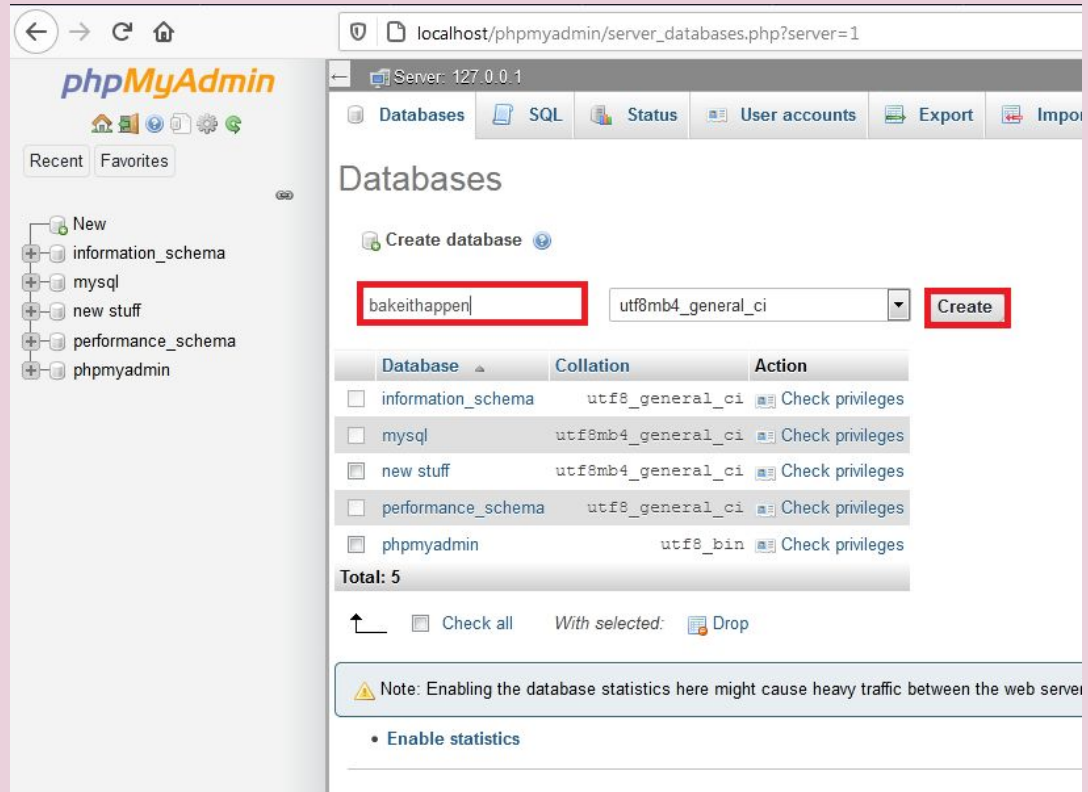 localhost/phpmyadmin/server_databases.php?server=1
phpMyAdmin
Recent Favorites
New
information_schema
mysql
new stuff
performance_schema
phpmyadmin
Server: 127.0.0.1
Databases SQL Status User accounts Export Impor
Databases
Create database
bakeithappen utf8mb4_general_ci Create
Database Collation Action
information_schema utf8_general_ci Check privileges
mysql utf8mb4_general_ci Check privileges
new stuff utf8mb4_general_ci Check privileges
performance_schema utf8_general_ci Check privileges
phpmyadmin utf8_bin Check privileges
Total: 5
Check all With selected: Drop
Note: Enabling the database statistics here might cause heavy traffic between the web server
• Enable statistics